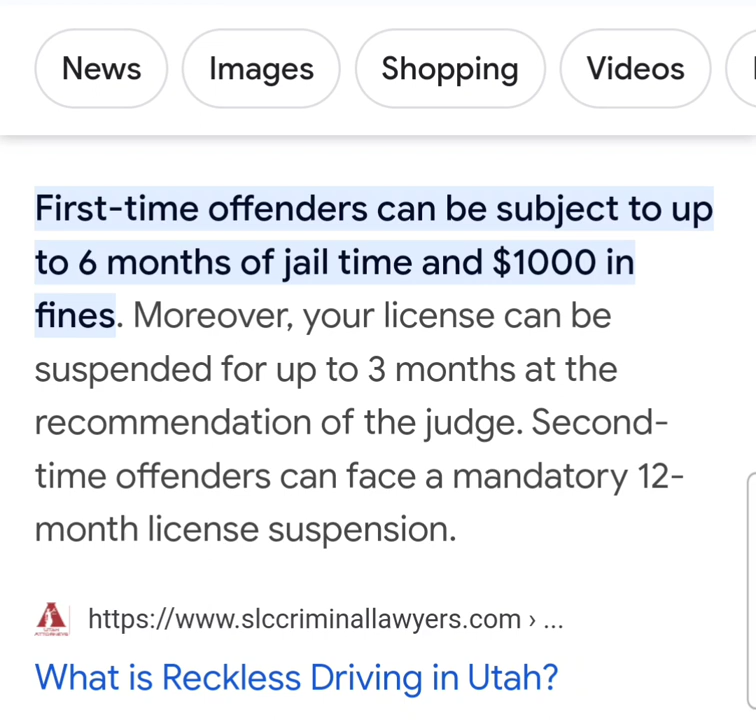 News Images Shopping Videos
First-time offenders can be subject to up
to 6 months of jail time and $1000 in
fines. Moreover, your license can be
suspended for up to 3 months at the
recommendation of the judge. Second-
time offenders can face a mandatory 12-
month license suspension.
https://www.slccriminallawyers.com › ...
What is Reckless Driving in Utah?